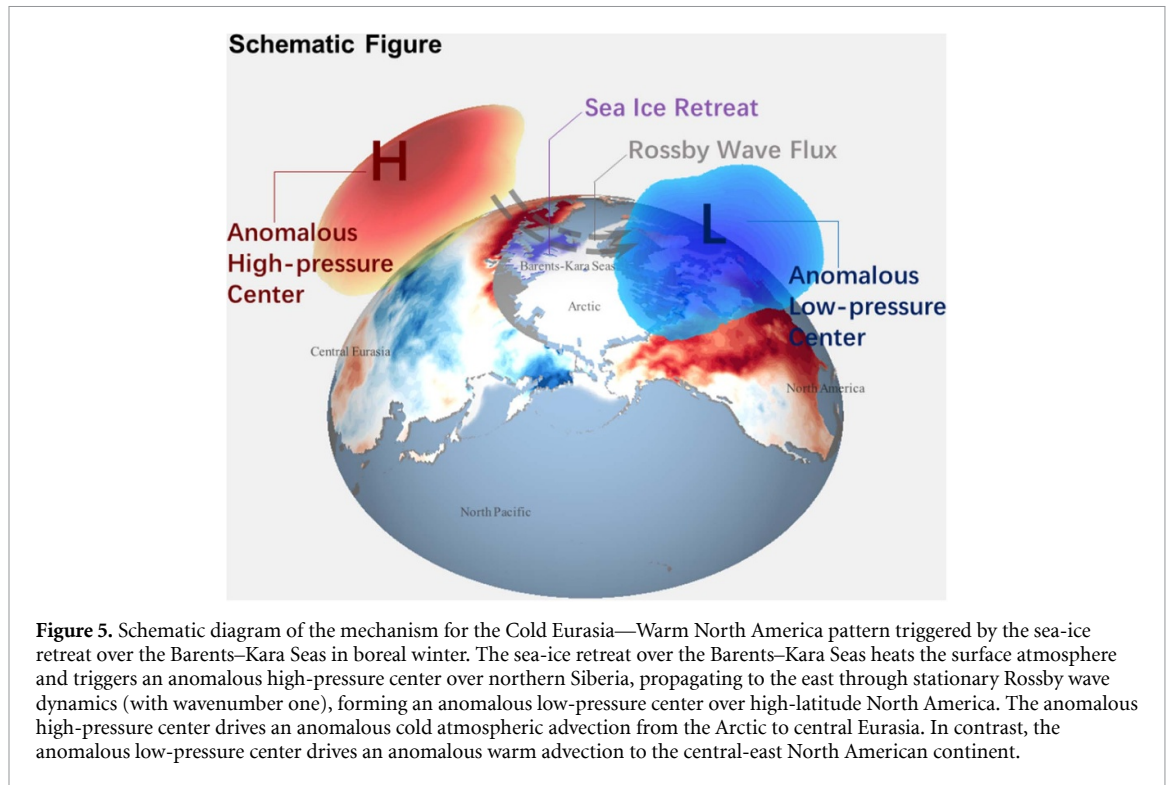 Schematic Figure
Sea Ice Retreat
Rossby Wave Flux
H
L
Anomalous
High-pressure
Center
Anomalous
Low-pressure
Center
Barents-Kara Seas
Arctic
Central Eurasia
North America
North Pacific
Figure 5. Schematic diagram of the mechanism for the Cold Eurasia—Warm North America pattern triggered by the sea-ice
retreat over the Barents–Kara Seas in boreal winter. The sea-ice retreat over the Barents–Kara Seas heats the surface atmosphere
and triggers an anomalous high-pressure center over northern Siberia, propagating to the east through stationary Rossby wave
dynamics (with wavenumber one), forming an anomalous low-pressure center over high-latitude North America. The anomalous
high-pressure center drives an anomalous cold atmospheric advection from the Arctic to central Eurasia. In contrast, the
anomalous low-pressure center drives an anomalous warm advection to the central-east North American continent.